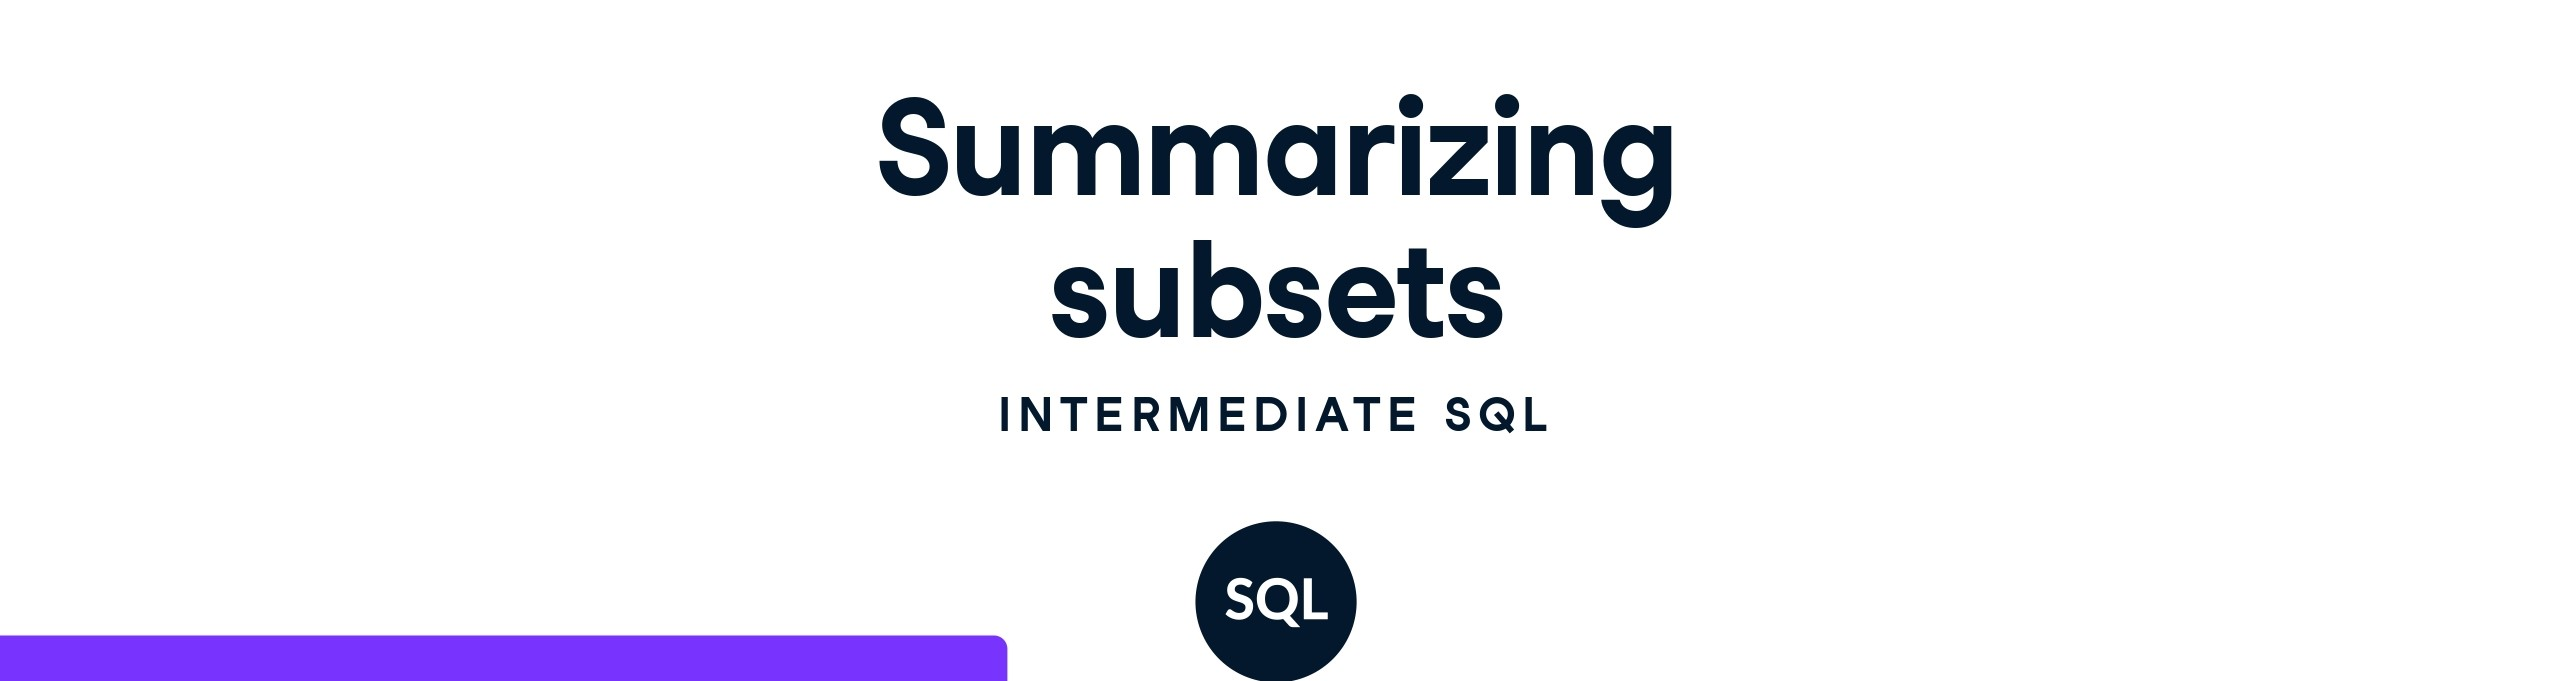 Summarizing
subsets
INTERMEDIATE SQL
SQL